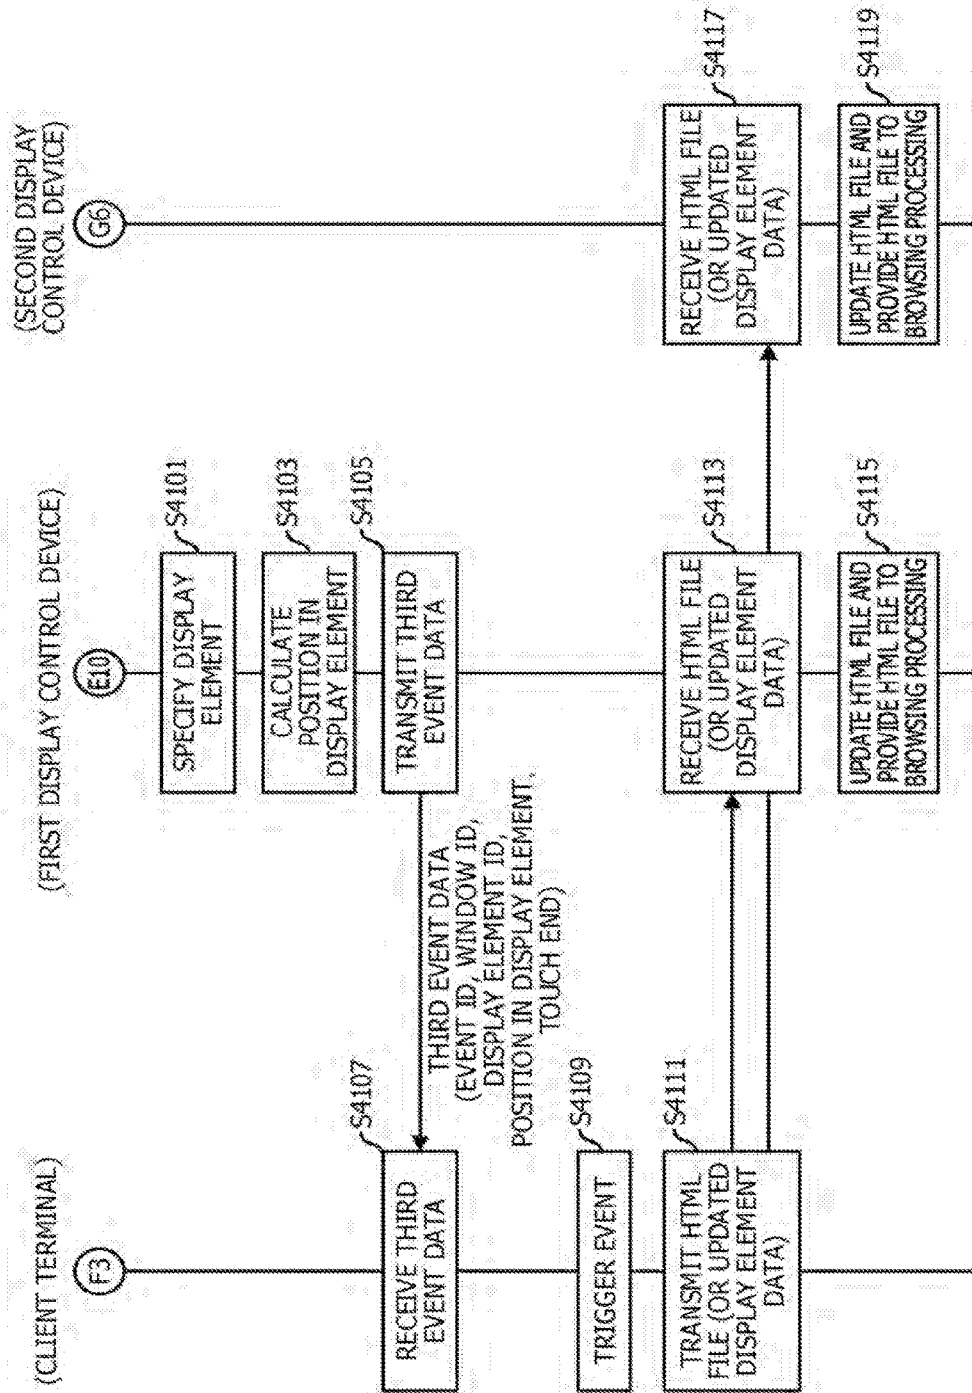 (CLIENT TERMINAL)
F3
S4107
RECEIVE THIRD
EVENT DATA
S4109
TRIGGER EVENT
S4111
TRANSMIT HTML
FILE (OR UPDATED
DISPLAY ELEMENT
DATA)
THIRD EVENT DATA
(EVENT ID, WINDOW ID,
DISPLAY ELEMENT ID,
POSITION IN DISPLAY ELEMENT,
TOUCH END)
(FIRST DISPLAY CONTROL DEVICE)
E10
S4101
SPECIFY DISPLAY
ELEMENT
S4103
CALCULATE
POSITION IN
DISPLAY ELEMENT
S4105
TRANSMIT THIRD
EVENT DATA
S4113
RECEIVE HTML FILE
(OR UPDATED
DISPLAY ELEMENT
DATA)
S4115
UPDATE HTML FILE AND
PROVIDE HTML FILE TO
BROWSING PROCESSING
(SECOND DISPLAY
CONTROL DEVICE)
G6
S4117
RECEIVE HTML FILE
(OR UPDATED
DISPLAY ELEMENT
DATA)
S4119
UPDATE HTML FILE AND
PROVIDE HTML FILE TO
BROWSING PROCESSING